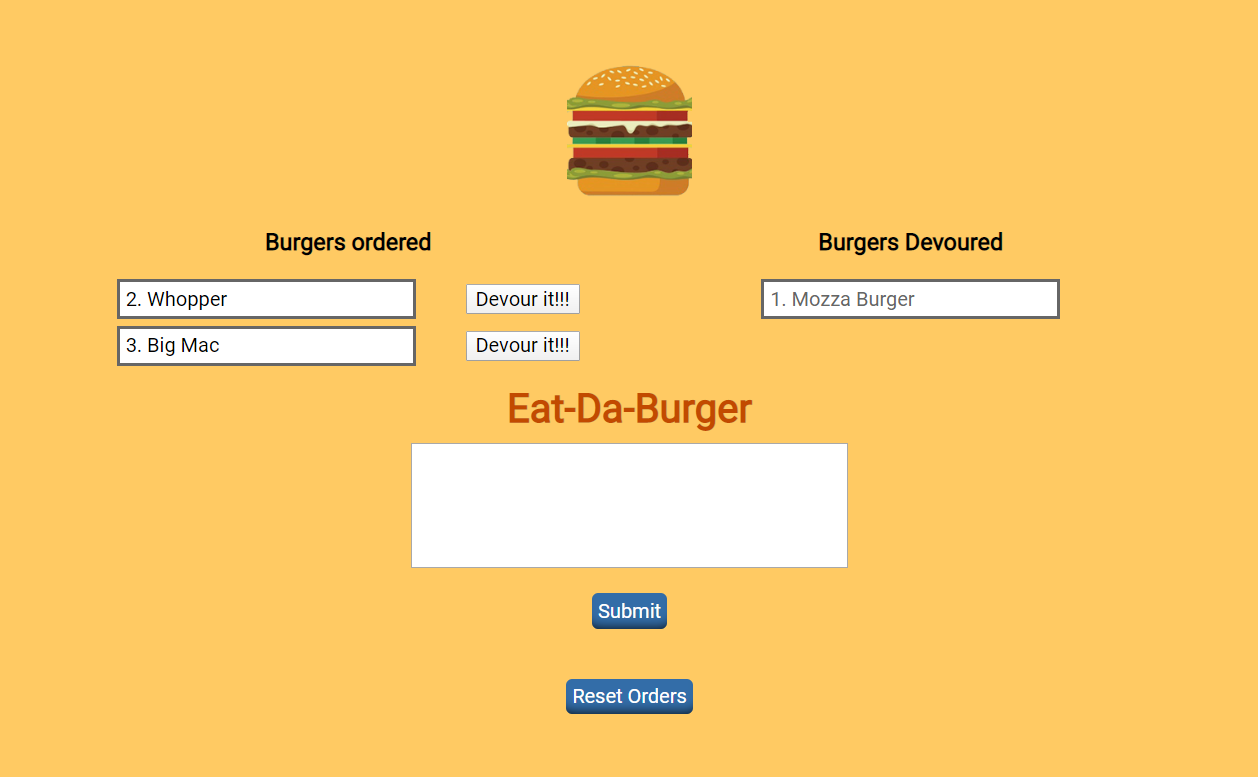 Burgers ordered
Burgers Devoured
2. Whopper
Devour it!!!
1. Mozza Burger
3. Big Mac
Devour it!!!
Eat-Da-Burger
Submit
Reset Orders